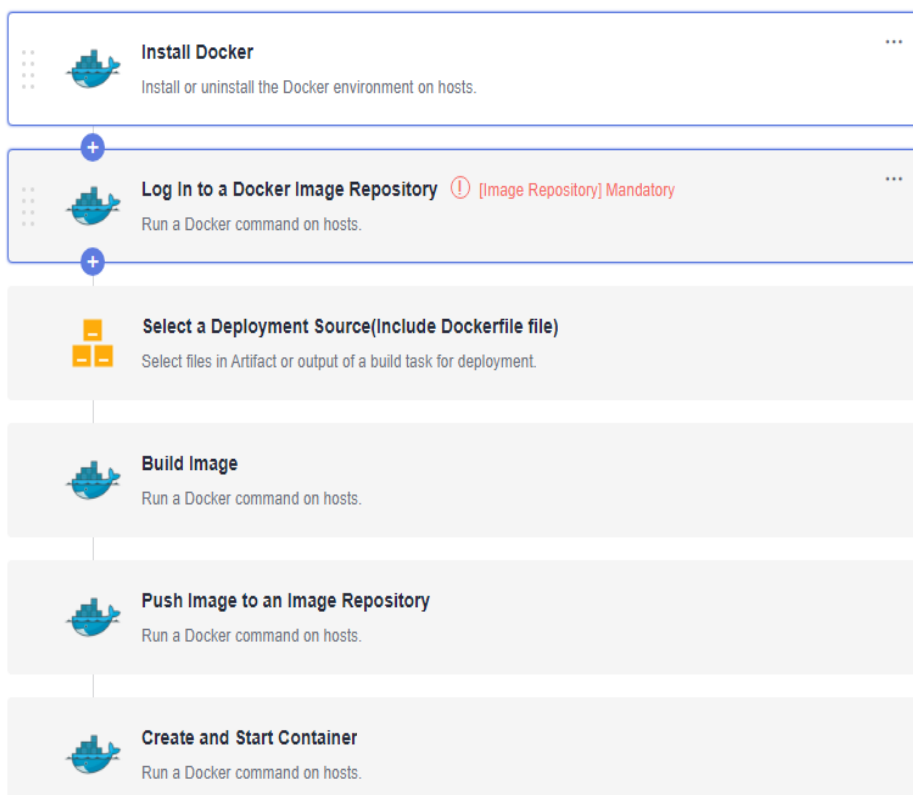 Install Docker
Install or uninstall the Docker environment on hosts.
Log In to a Docker Image Repository [Image Repository] Mandatory
Run a Docker command on hosts.
Select a Deployment Source(Include Dockerfile file)
Select files in Artifact or output of a build task for deployment.
Build Image
Run a Docker command on hosts.
Push Image to an Image Repository
Run a Docker command on hosts.
Create and Start Container
Run a Docker command on hosts.